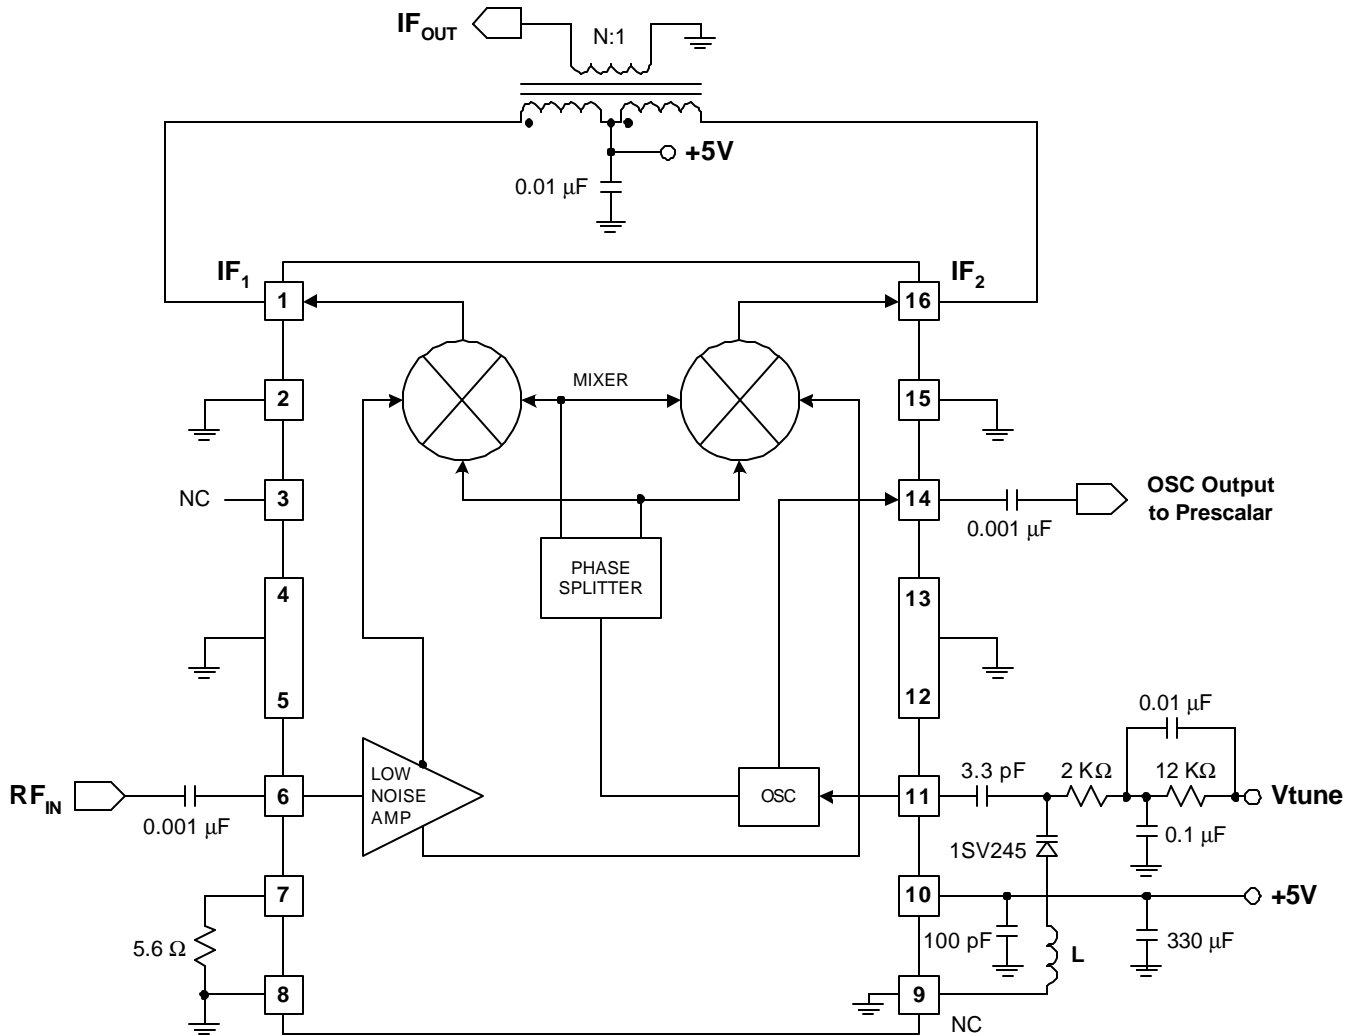 IF_OUT
N:1
+5V
0.01 µF
IF_1
IF_2
1
16
MIXER
2
15
NC
3
14
OSC Output
to Prescalar
0.001 µF
PHASE
SPLITTER
4
13
5
12
0.01 µF
RF_IN
6
LOW
NOISE
AMP
OSC
11
3.3 pF
2 KΩ
12 KΩ
Vtune
0.001 µF
1SV245
0.1 µF
7
10
+5V
5.6 Ω
100 pF
L
330 µF
8
9
NC